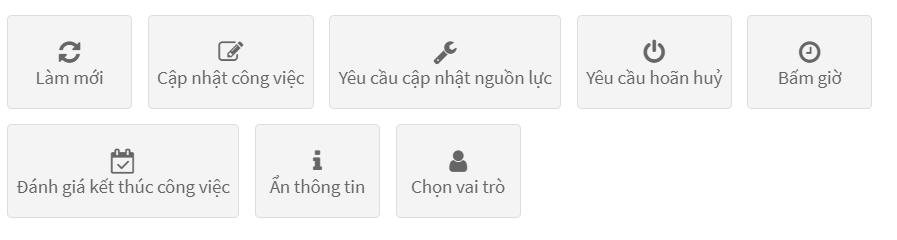 Làm mới
Cập nhật công việc
Yêu cầu cập nhật nguồn lực
Yêu cầu hoãn huỷ
Bấm giờ
Đánh giá kết thúc công việc
Ẩn thông tin
Chọn vai trò